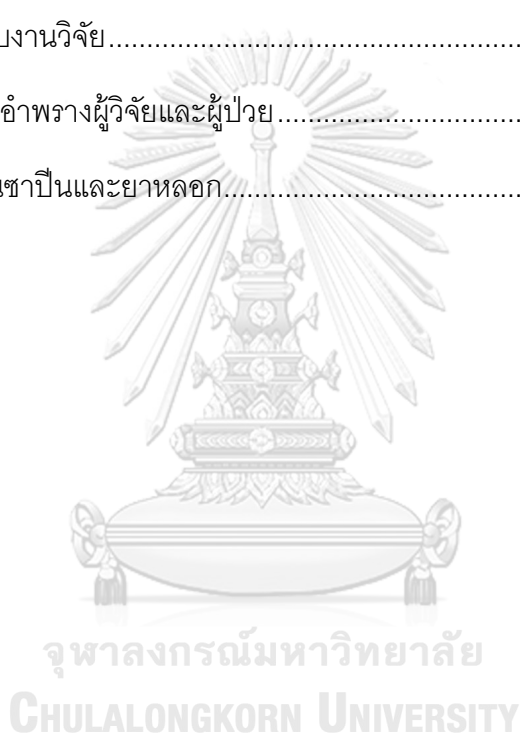 บงานวิจัย........................................................
อำพรางผู้วิจัยและผู้ป่วย................................
นซาปีนและยาหลอก.......................................
จุฬาลงกรณ์มหาวิทยาลัย
CHULALONGKORN UNIVERSITY